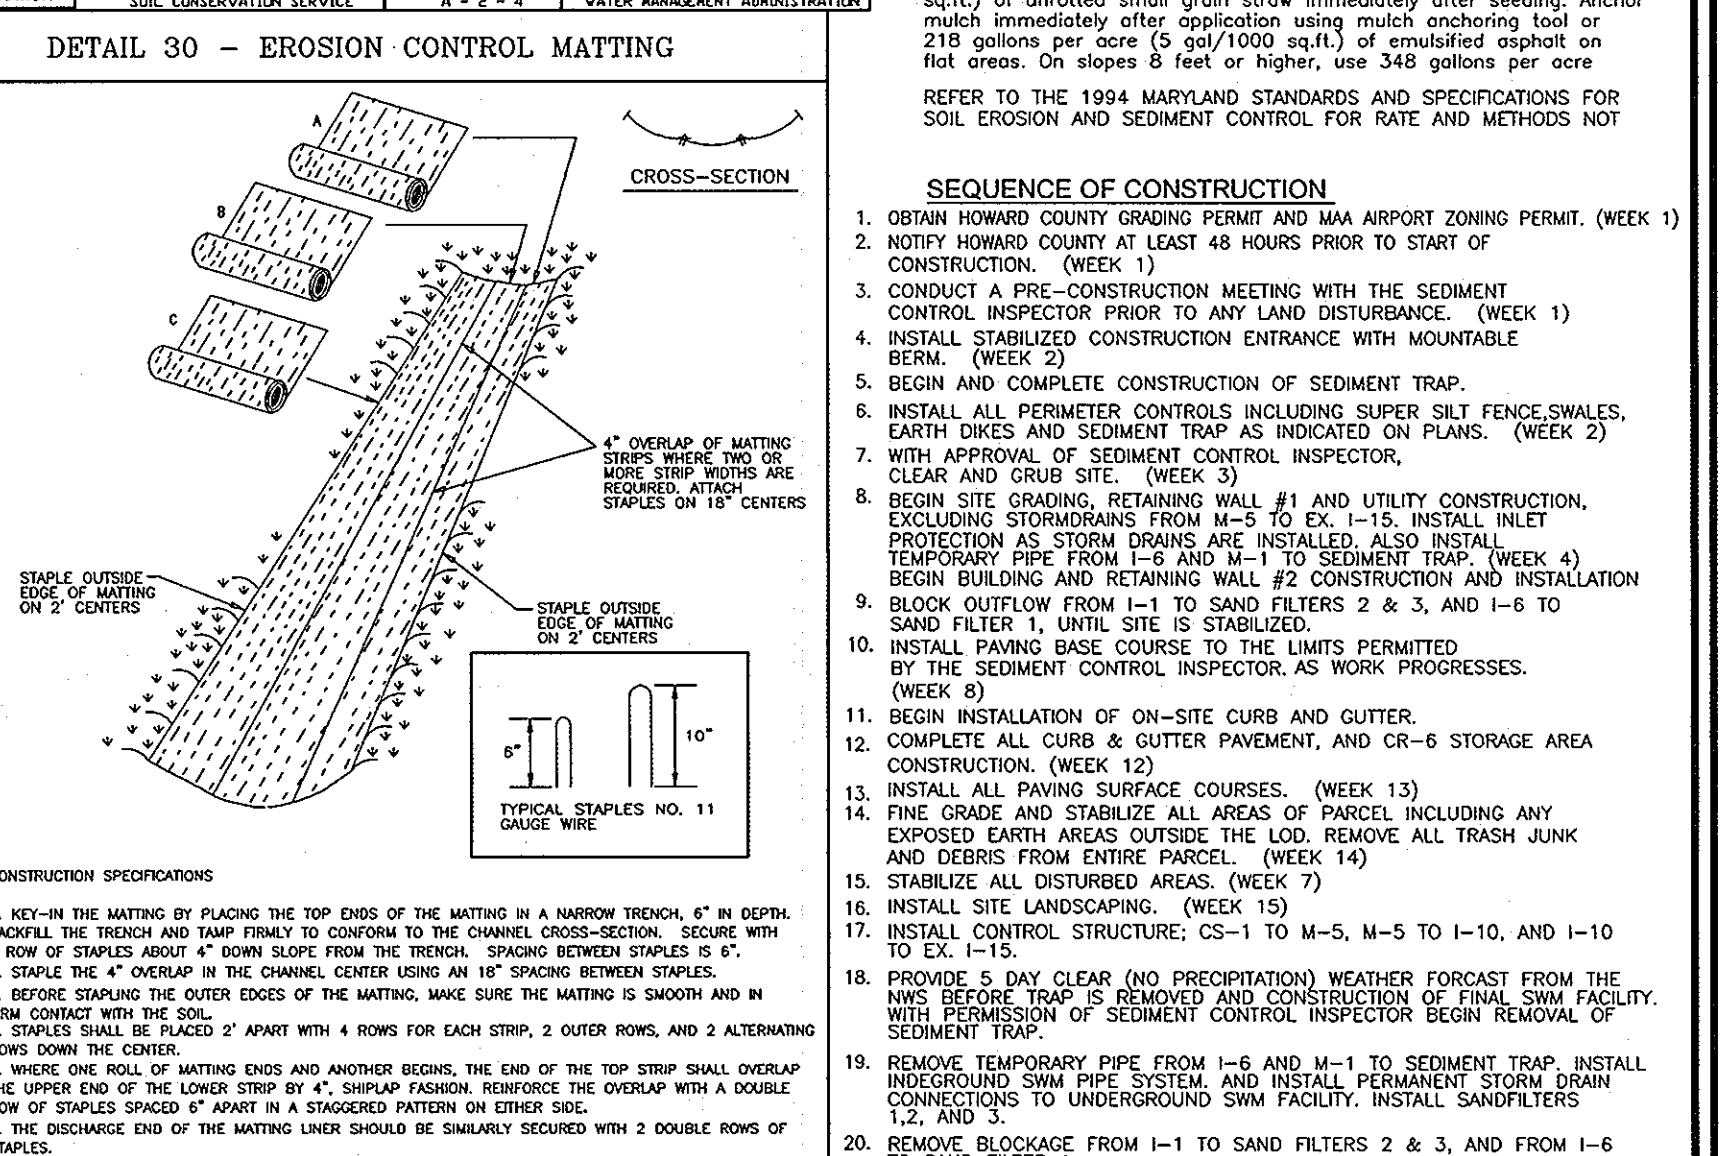 SOIL CONSERVATION SERVICE
A - 2 - 4
WATER MANAGEMENT ADMINISTRATION
DETAIL 30 - EROSION CONTROL MATTING
A
B
C
CROSS-SECTION
4" OVERLAP OF MATTING
STRIPS WHERE TWO OR
MORE STRIP WIDTHS ARE
REQUIRED. ATTACH
STAPLES ON 18" CENTERS
STAPLE OUTSIDE
EDGE OF MATTING
ON 2' CENTERS
STAPLE OUTSIDE
EDGE OF MATTING
ON 2' CENTERS
6"
10"
TYPICAL STAPLES NO. 11
GAUGE WIRE
ONSTRUCTION SPECIFICATIONS
. KEY-IN THE MATTING BY PLACING THE TOP ENDS OF THE MATTING IN A NARROW TRENCH, 6" IN DEPTH.
ACKFILL THE TRENCH AND TAMP FIRMLY TO CONFORM TO THE CHANNEL CROSS-SECTION. SECURE WITH
ROW OF STAPLES ABOUT 4" DOWN SLOPE FROM THE TRENCH. SPACING BETWEEN STAPLES IS 6".
. STAPLE THE 4" OVERLAP IN THE CHANNEL CENTER USING AN 18" SPACING BETWEEN STAPLES.
. BEFORE STAPLING THE OUTER EDGES OF THE MATTING, MAKE SURE THE MATTING IS SMOOTH AND IN
RM CONTACT WITH THE SOIL.
. STAPLES SHALL BE PLACED 2' APART WITH 4 ROWS FOR EACH STRIP, 2 OUTER ROWS, AND 2 ALTERNATING
OWS DOWN THE CENTER.
. WHERE ONE ROLL OF MATTING ENDS AND ANOTHER BEGINS, THE END OF THE TOP STRIP SHALL OVERLAP
HE UPPER END OF THE LOWER STRIP BY 4", SHIPLAP FASHION. REINFORCE THE OVERLAP WITH A DOUBLE
OW OF STAPLES SPACED 6" APART IN A STAGGERED PATTERN ON EITHER SIDE.
. THE DISCHARGE END OF THE MATTING LINER SHOULD BE SIMILARLY SECURED WITH 2 DOUBLE ROWS OF
TAPLES.
sq.ft.) of unrotted small grain straw immediately after seeding. Anchor
mulch immediately after application using mulch anchoring tool or
218 gallons per acre (5 gal/1000 sq.ft.) of emulsified asphalt on
flat areas. On slopes 8 feet or higher, use 348 gallons per acre
REFER TO THE 1994 MARYLAND STANDARDS AND SPECIFICATIONS FOR
SOIL EROSION AND SEDIMENT CONTROL FOR RATE AND METHODS NOT
SEQUENCE OF CONSTRUCTION
1. OBTAIN HOWARD COUNTY GRADING PERMIT AND MAA AIRPORT ZONING PERMIT. (WEEK 1)
2. NOTIFY HOWARD COUNTY AT LEAST 48 HOURS PRIOR TO START OF
CONSTRUCTION. (WEEK 1)
3. CONDUCT A PRE-CONSTRUCTION MEETING WITH THE SEDIMENT
CONTROL INSPECTOR PRIOR TO ANY LAND DISTURBANCE. (WEEK 1)
4. INSTALL STABILIZED CONSTRUCTION ENTRANCE WITH MOUNTABLE
BERM. (WEEK 2)
5. BEGIN AND COMPLETE CONSTRUCTION OF SEDIMENT TRAP.
6. INSTALL ALL PERIMETER CONTROLS INCLUDING SUPER SILT FENCE,SWALES,
EARTH DIKES AND SEDIMENT TRAP AS INDICATED ON PLANS. (WEEK 2)
7. WITH APPROVAL OF SEDIMENT CONTROL INSPECTOR,
CLEAR AND GRUB SITE. (WEEK 3)
8. BEGIN SITE GRADING, RETAINING WALL #1 AND UTILITY CONSTRUCTION,
EXCLUDING STORMDRAINS FROM M-5 TO EX. I-15. INSTALL INLET
PROTECTION AS STORM DRAINS ARE INSTALLED. ALSO INSTALL
TEMPORARY PIPE FROM I-6 AND M-1 TO SEDIMENT TRAP. (WEEK 4)
BEGIN BUILDING AND RETAINING WALL #2 CONSTRUCTION AND INSTALLATION
9. BLOCK OUTFLOW FROM I-1 TO SAND FILTERS 2 & 3, AND I-6 TO
SAND FILTER 1, UNTIL SITE IS STABILIZED.
10. INSTALL PAVING BASE COURSE TO THE LIMITS PERMITTED
BY THE SEDIMENT CONTROL INSPECTOR. AS WORK PROGRESSES.
(WEEK 8)
11. BEGIN INSTALLATION OF ON-SITE CURB AND GUTTER.
12. COMPLETE ALL CURB & GUTTER PAVEMENT, AND CR-6 STORAGE AREA
CONSTRUCTION. (WEEK 12)
13. INSTALL ALL PAVING SURFACE COURSES. (WEEK 13)
14. FINE GRADE AND STABILIZE ALL AREAS OF PARCEL INCLUDING ANY
EXPOSED EARTH AREAS OUTSIDE THE LOD. REMOVE ALL TRASH JUNK
AND DEBRIS FROM ENTIRE PARCEL. (WEEK 14)
15. STABILIZE ALL DISTURBED AREAS. (WEEK 7)
16. INSTALL SITE LANDSCAPING. (WEEK 15)
17. INSTALL CONTROL STRUCTURE; CS-1 TO M-5, M-5 TO I-10, AND I-10
TO EX. I-15.
18. PROVIDE 5 DAY CLEAR (NO PRECIPITATION) WEATHER FORCAST FROM THE
NWS BEFORE TRAP IS REMOVED AND CONSTRUCTION OF FINAL SWM FACILITY.
WITH PERMISSION OF SEDIMENT CONTROL INSPECTOR BEGIN REMOVAL OF
SEDIMENT TRAP.
19. REMOVE TEMPORARY PIPE FROM I-6 AND M-1 TO SEDIMENT TRAP. INSTALL
INDEGROUND SWM PIPE SYSTEM. AND INSTALL PERMANENT STORM DRAIN
CONNECTIONS TO UNDERGROUND SWM FACILITY. INSTALL SANDFILTERS
1,2, AND 3.
20. REMOVE BLOCKAGE FROM I-1 TO SAND FILTERS 2 & 3, AND FROM I-6